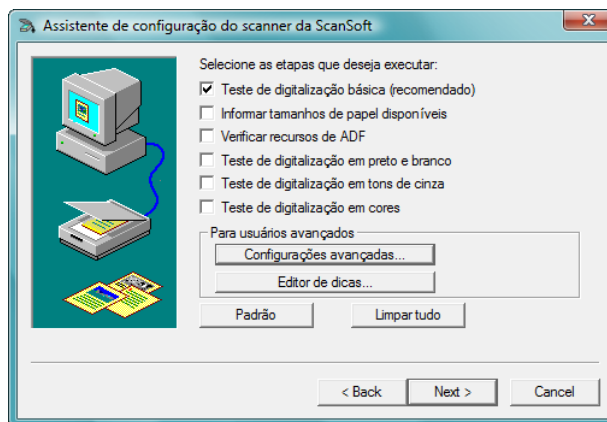 Assistente de configuração do scanner da ScanSoft
Selecione as etapas que deseja executar:
Teste de digitalização básica (recomendado)
Informar tamanhos de papel disponíveis
Verificar recursos de ADF
Teste de digitalização em preto e branco
Teste de digitalização em tons de cinza
Teste de digitalização em cores
Para usuários avançados
Configurações avançadas...
Editor de dicas...
Padrão
Limpar tudo
< Back
Next >
Cancel